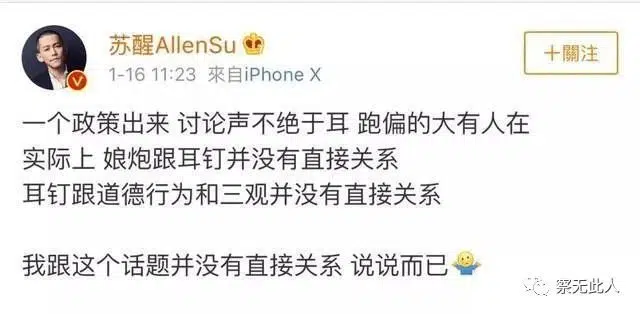 苏醒AllenSu
1-16 11:23 來自iPhone X
十關注
一个政策出来 讨论声不绝于耳 跑偏的大有人在
实际上 娘炮跟耳钉并没有直接关系
耳钉跟道德行为和三观并没有直接关系
我跟这个话题并没有直接关系 说说而已🤷‍♂️
察无此人